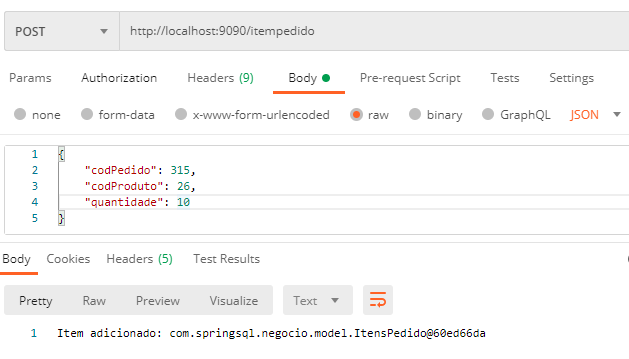 POST http://localhost:9090/itempedido
Params Authorization Headers (9) Body Pre-request Script Tests Settings
none form-data x-www-form-urlencoded raw binary GraphQL JSON
1 {
2 "codPedido": 315,
3 "codProduto": 26,
4 "quantidade": 10
5 }
Body Cookies Headers (5) Test Results
Pretty Raw Preview Visualize Text
1 Item adicionado: com.springsql.negocio.model.ItensPedido@60ed66da